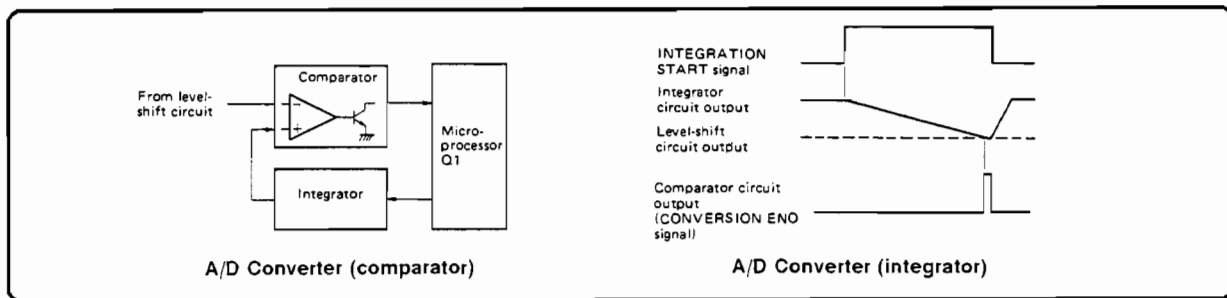 Comparator
From level-
shift circuit
−
+
Micro-
processor
Q1
Integrator
A/D Converter (comparator)
INTEGRATION
START signal
Integrator
circuit output
Level-shift
circuit output
Comparator circuit
output
(CONVERSION ENO
signal)
A/D Converter (integrator)